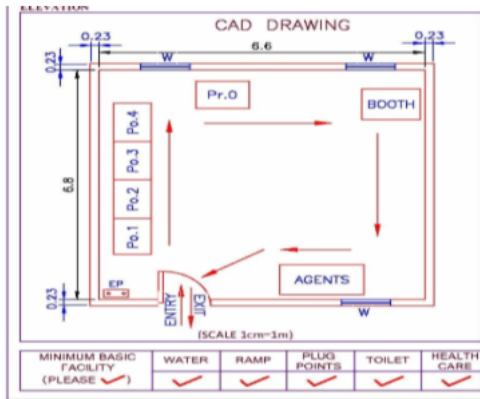 ELEVATION
CAD DRAWING
0.23
6.6
0.23
0.23
W
W
Pr.O
BOOTH
Po.4
Po.3
Po.2
Po.1
6.8
EP
AGENTS
0.23
ENTRY
EXIT
W
(SCALE 1cm=1m)
MINIMUM BASIC FACILITY (PLEASE ✓)
WATER
RAMP
PLUG POINTS
TOILET
HEALTH CARE
✓ ✓ ✓ ✓ ✓